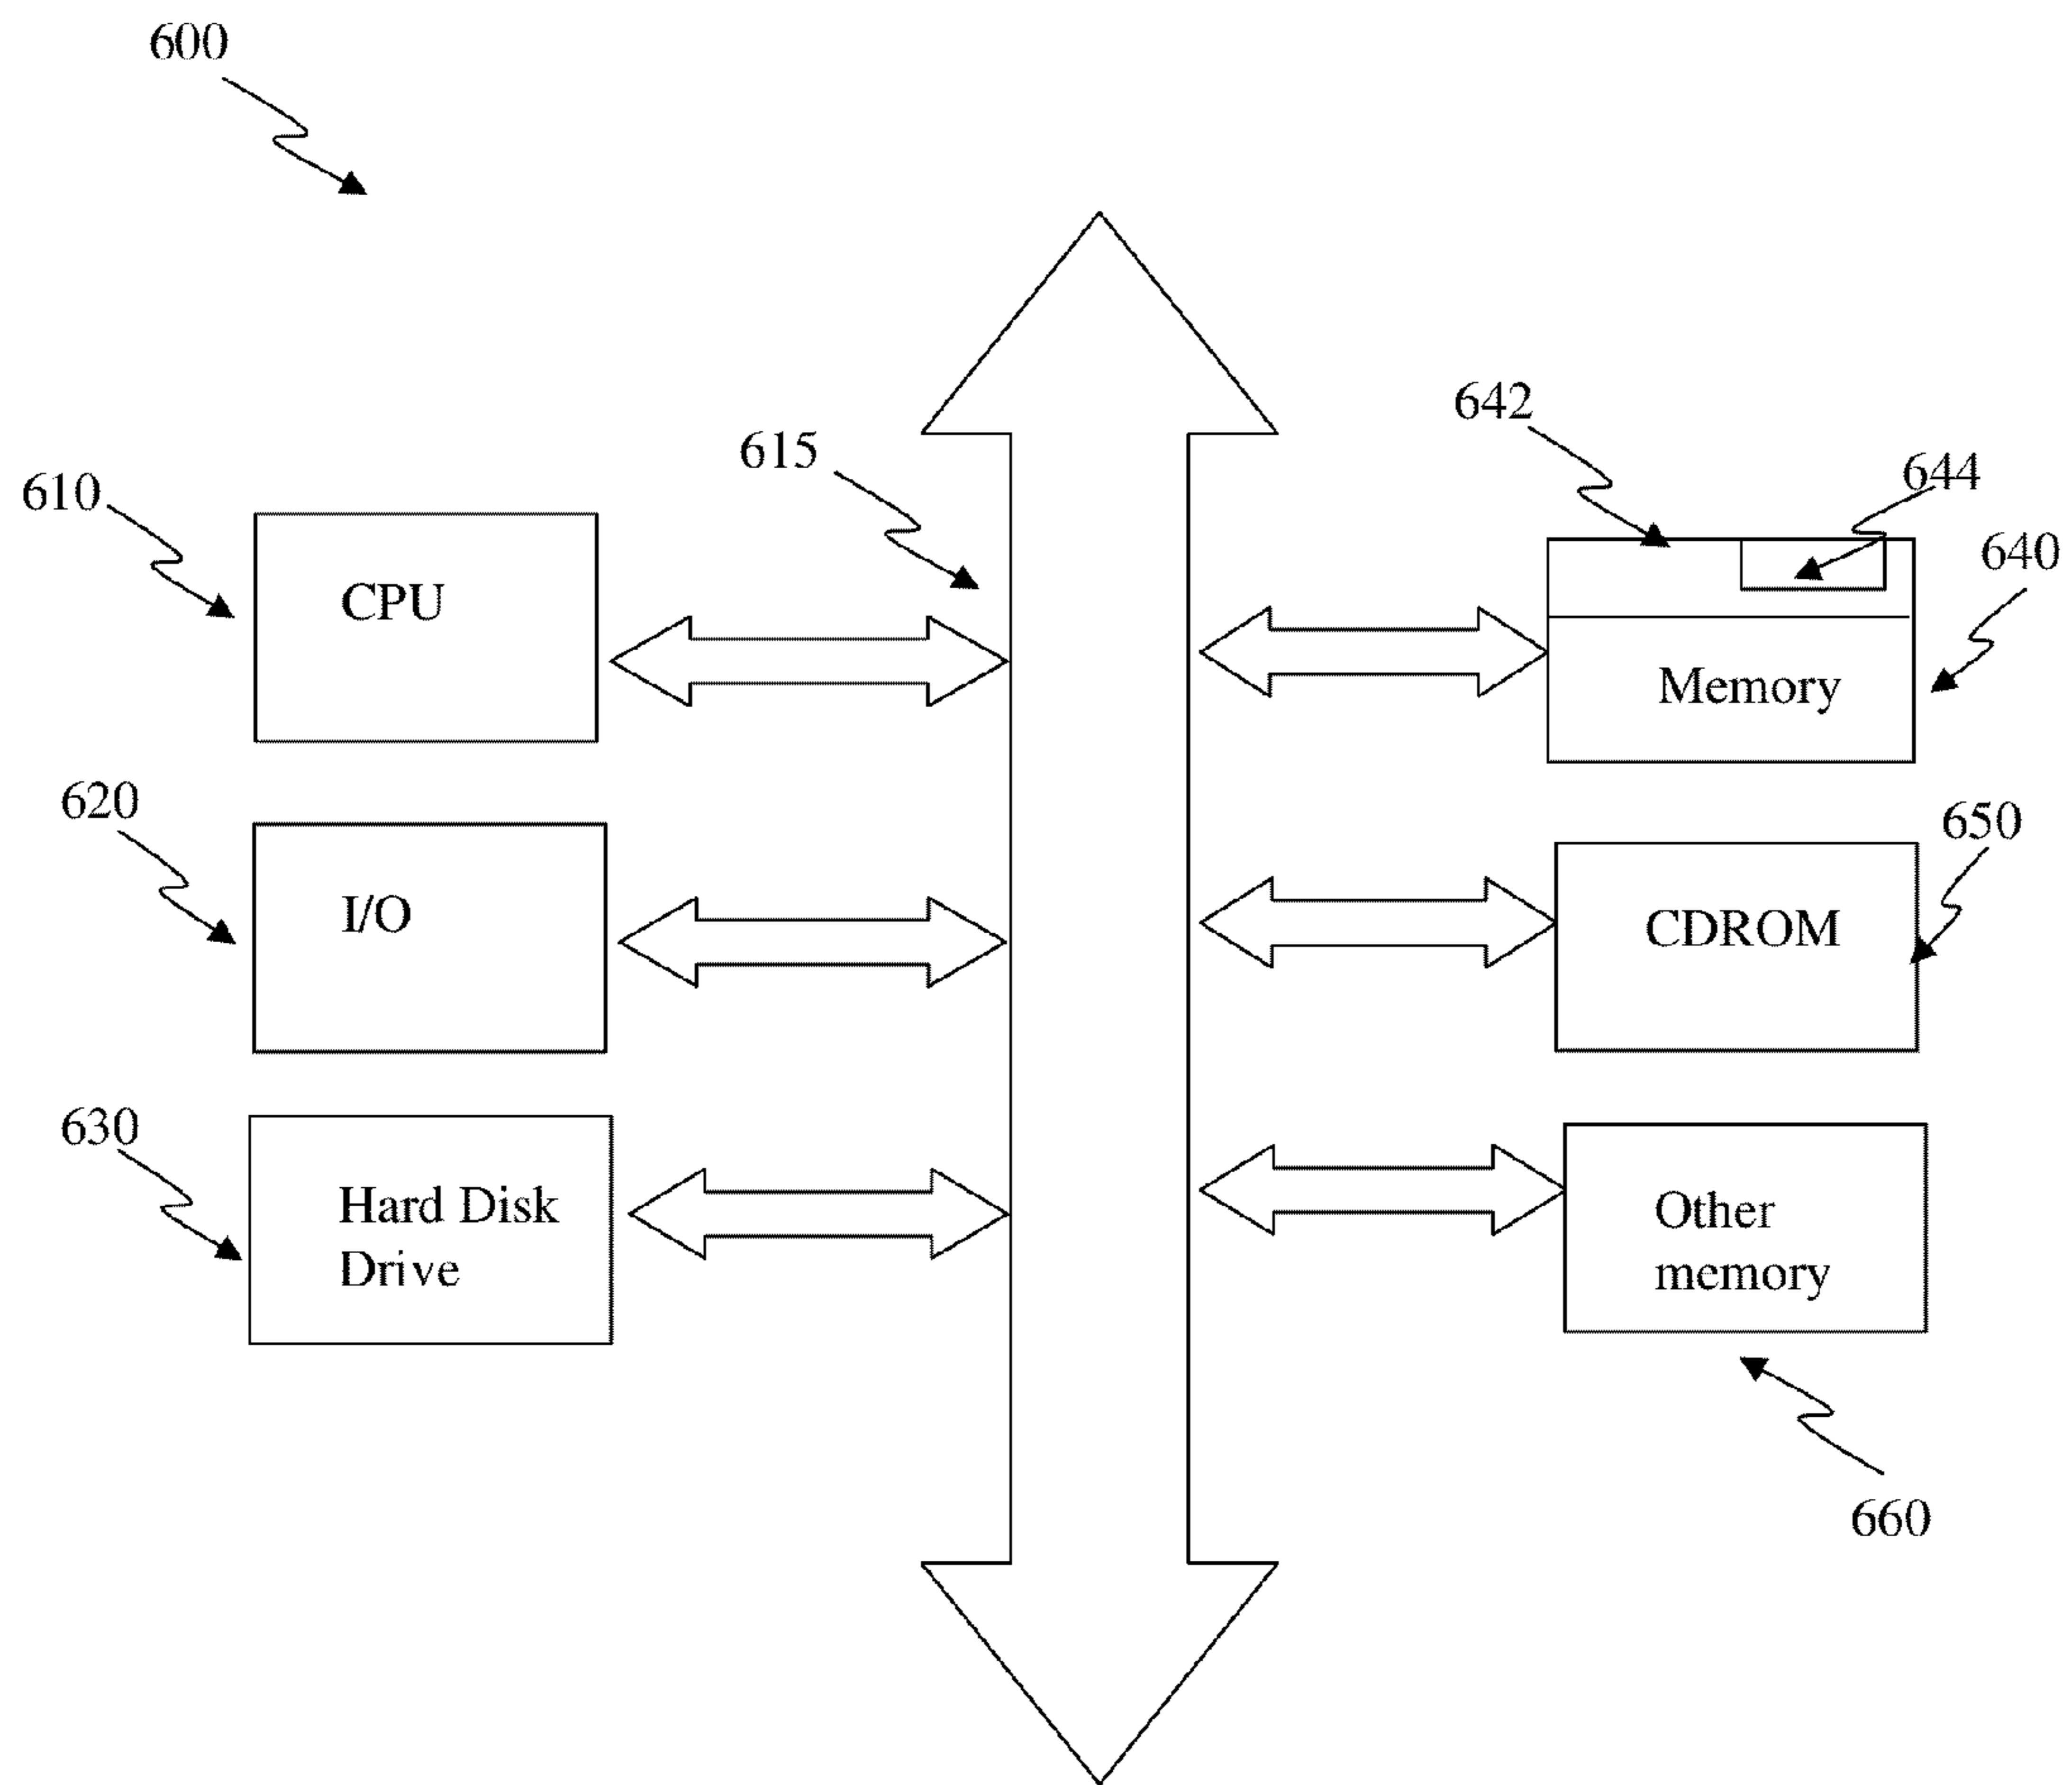 600
642
615
644
610
640
CPU
Memory
620
650
I/O
CDROM
630
Hard Disk
Drive
Other
memory
660